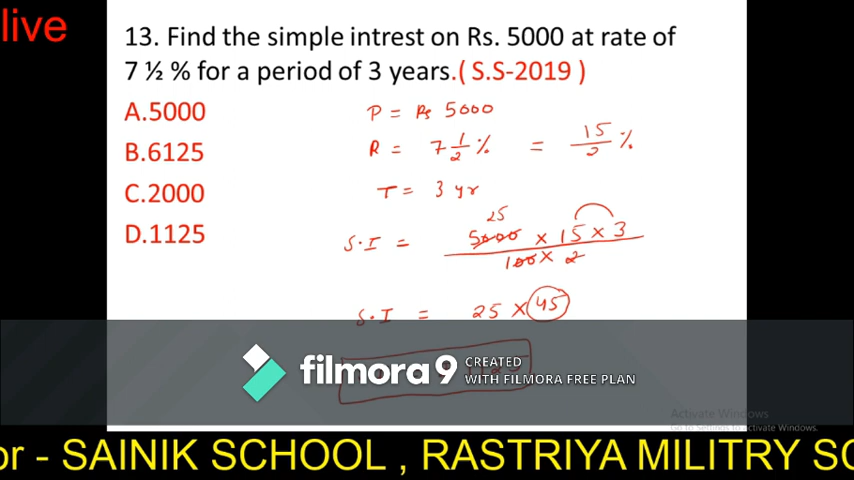 live
13. Find the simple intrest on Rs. 5000 at rate of
7 ½ % for a period of 3 years.( S.S-2019 )
A.5000
B.6125
C.2000
D.1125
P = Rs 5000
R = 7 1/2 % = 15/2 %
T = 3 yr
25
S.I = 5000 × 15 × 3
100 × 2
S.I = 25 × 45
1125
filmora9 CREATED
WITH FILMORA FREE PLAN
Activate Windows
Go to Settings to activate Windows.
or - SAINIK SCHOOL , RASTRIYA MILITRY SC